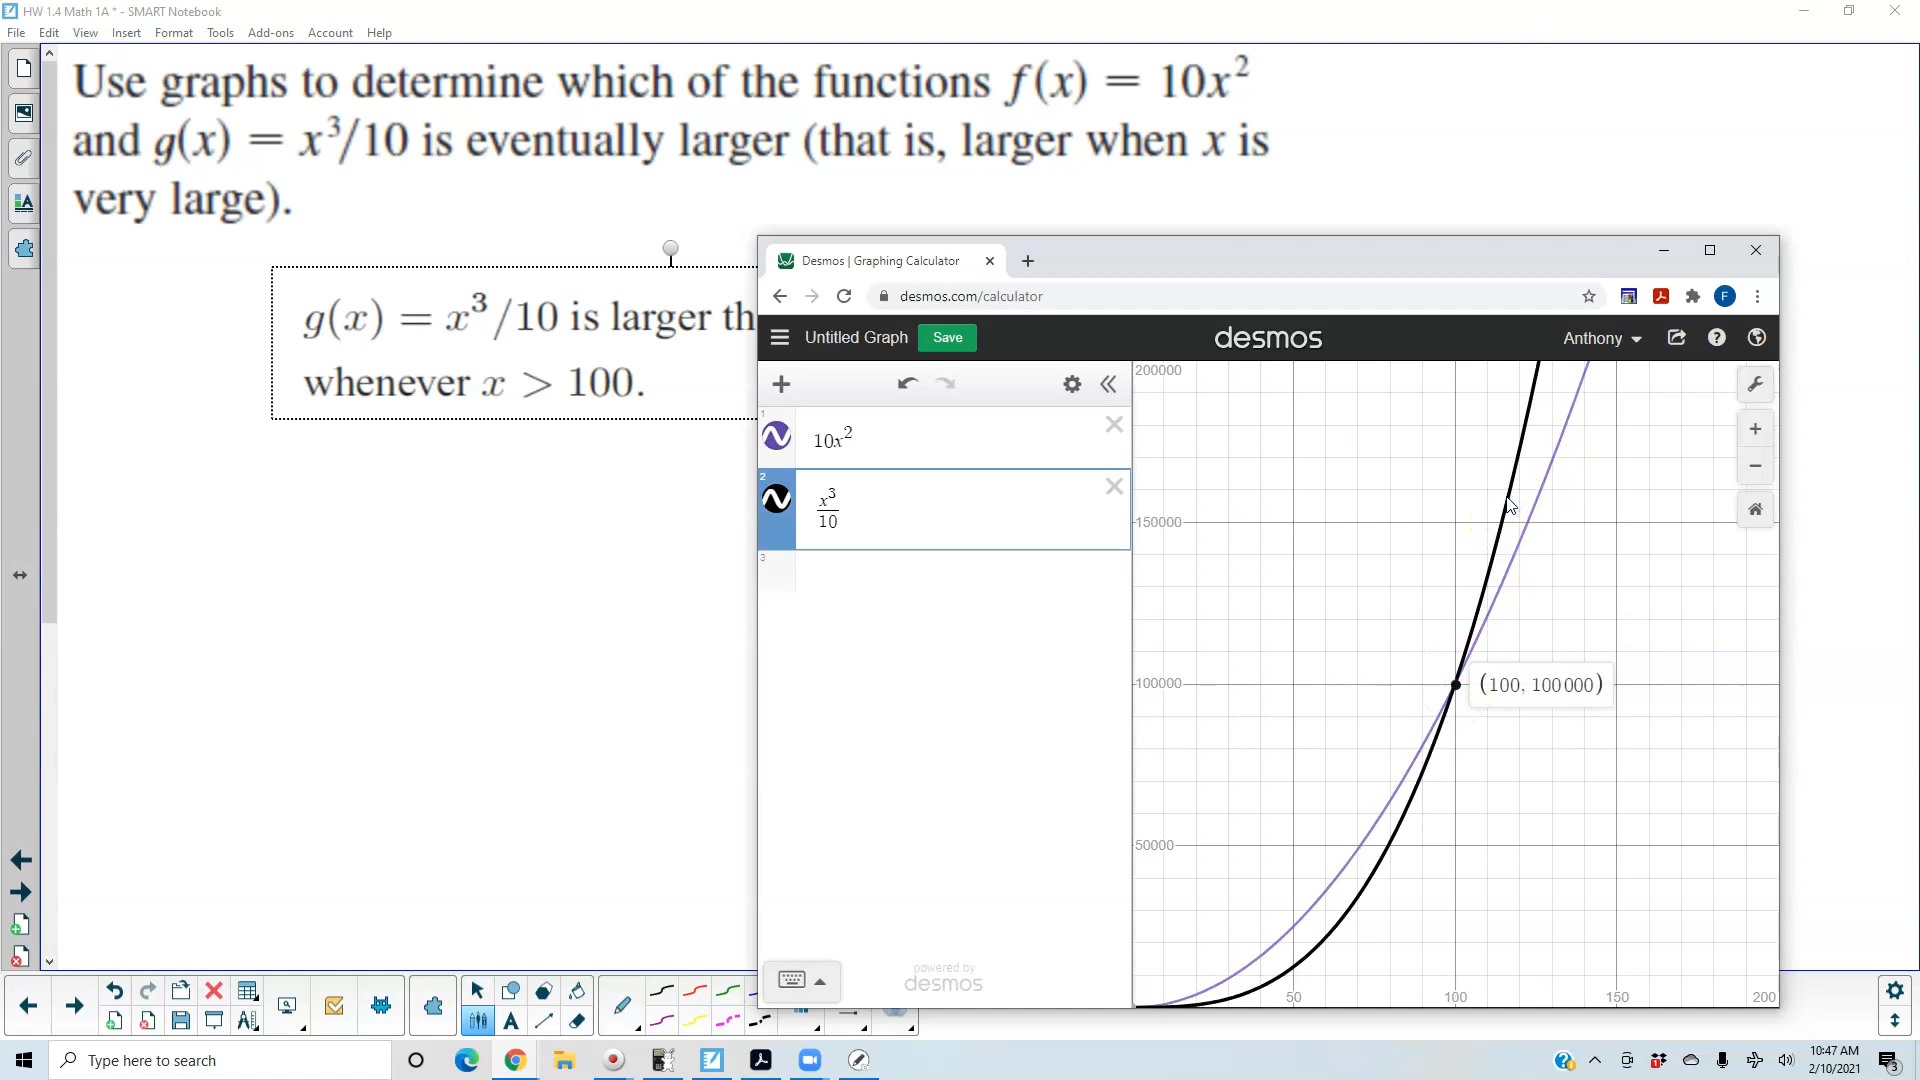 HW 1.4 Math 1A * - SMART Notebook
File Edit View Insert Format Tools Add-ons Account Help
Use graphs to determine which of the functions f(x) = 10x²
and g(x) = x³/10 is eventually larger (that is, larger when x is
very large).
g(x) = x³/10 is larger th
whenever x > 100.
Desmos | Graphing Calculator
desmos.com/calculator
F
Untitled Graph Save desmos Anthony
1
10x²
2
x³
10
3
200000
150000
100000
(100, 100000)
50000
50 100 150 200
powered by
desmos
Type here to search
10:47 AM
2/10/2021
3